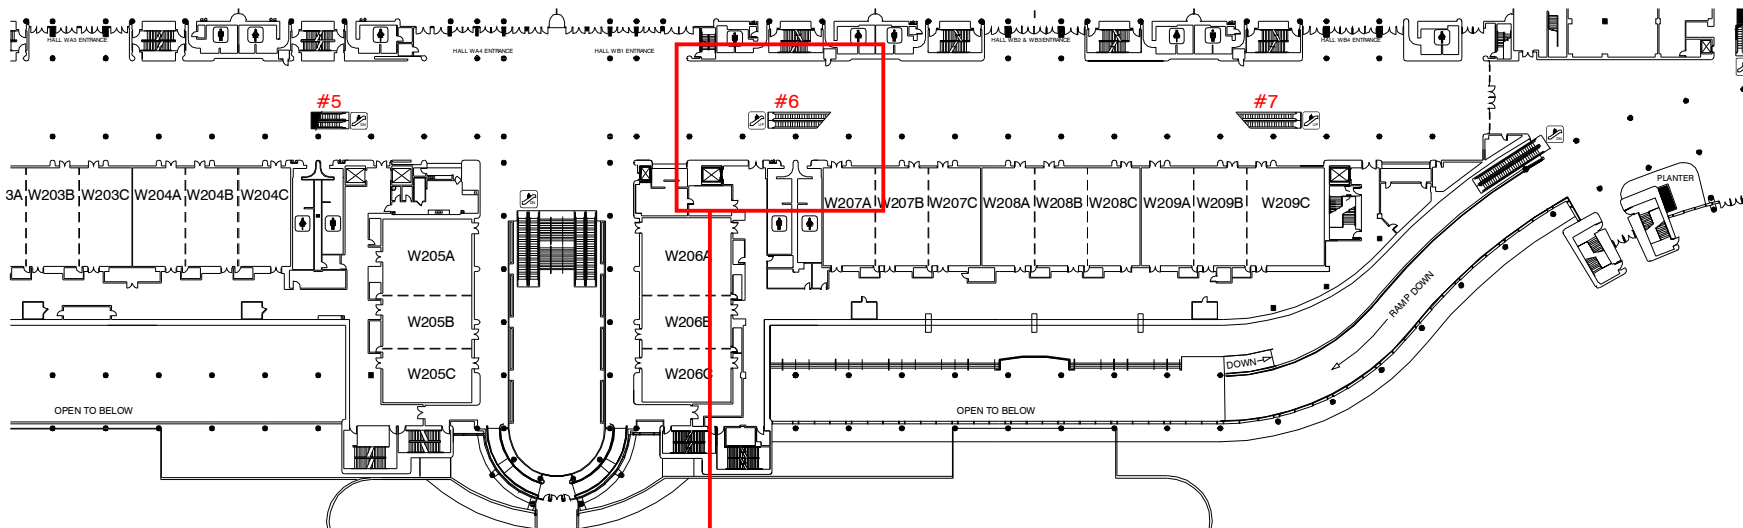 HALL WA3 ENTRANCE
HALL WA4 ENTRANCE
HALL WB1 ENTRANCE
HALL WB2 & WB3 ENTRANCE
HALL WB4 ENTRANCE
#5
#6
#7
3A
W203B
W203C
W204A
W204B
W204C
W207A
W207B
W207C
W208A
W208B
W208C
W209A
W209B
W209C
PLANTER
W205A
W206A
W205B
W206B
W205C
W206C
RAMP DOWN
DOWN
OPEN TO BELOW
OPEN TO BELOW